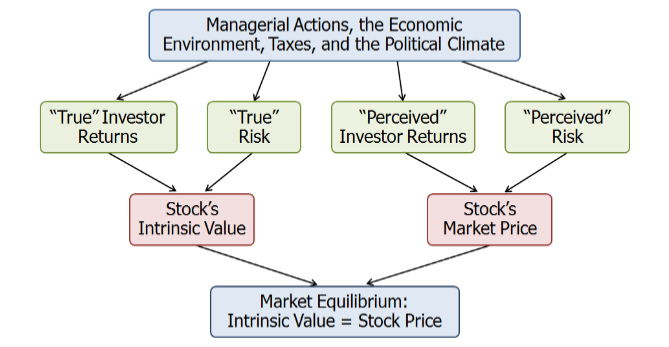 Managerial Actions, the Economic
Environment, Taxes, and the Political Climate
“True” Investor
Returns
“True”
Risk
“Perceived”
Investor Returns
“Perceived”
Risk
Stock’s
Intrinsic Value
Stock’s
Market Price
Market Equilibrium:
Intrinsic Value = Stock Price